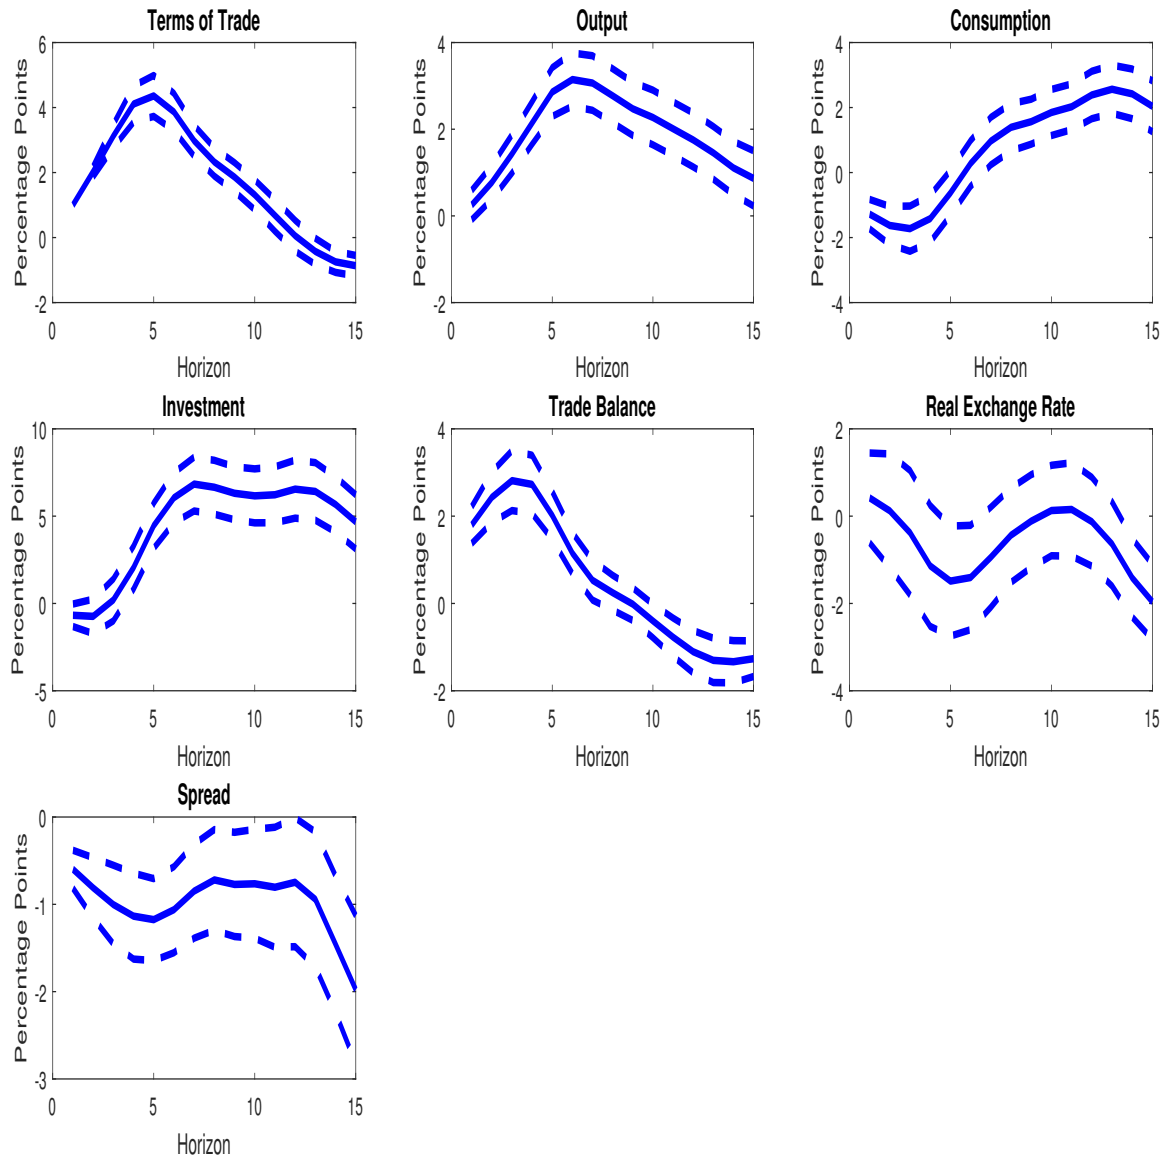 Terms of Trade
Percentage Points
6
4
2
0
-2
0 5 10 15
Horizon
Output
Percentage Points
4
2
0
-2
0 5 10 15
Horizon
Consumption
Percentage Points
4
2
0
-2
-4
0 5 10 15
Horizon
Investment
Percentage Points
10
5
0
-5
0 5 10 15
Horizon
Trade Balance
Percentage Points
4
2
0
-2
0 5 10 15
Horizon
Real Exchange Rate
Percentage Points
2
0
-2
-4
0 5 10 15
Horizon
Spread
Percentage Points
0
-1
-2
-3
0 5 10 15
Horizon